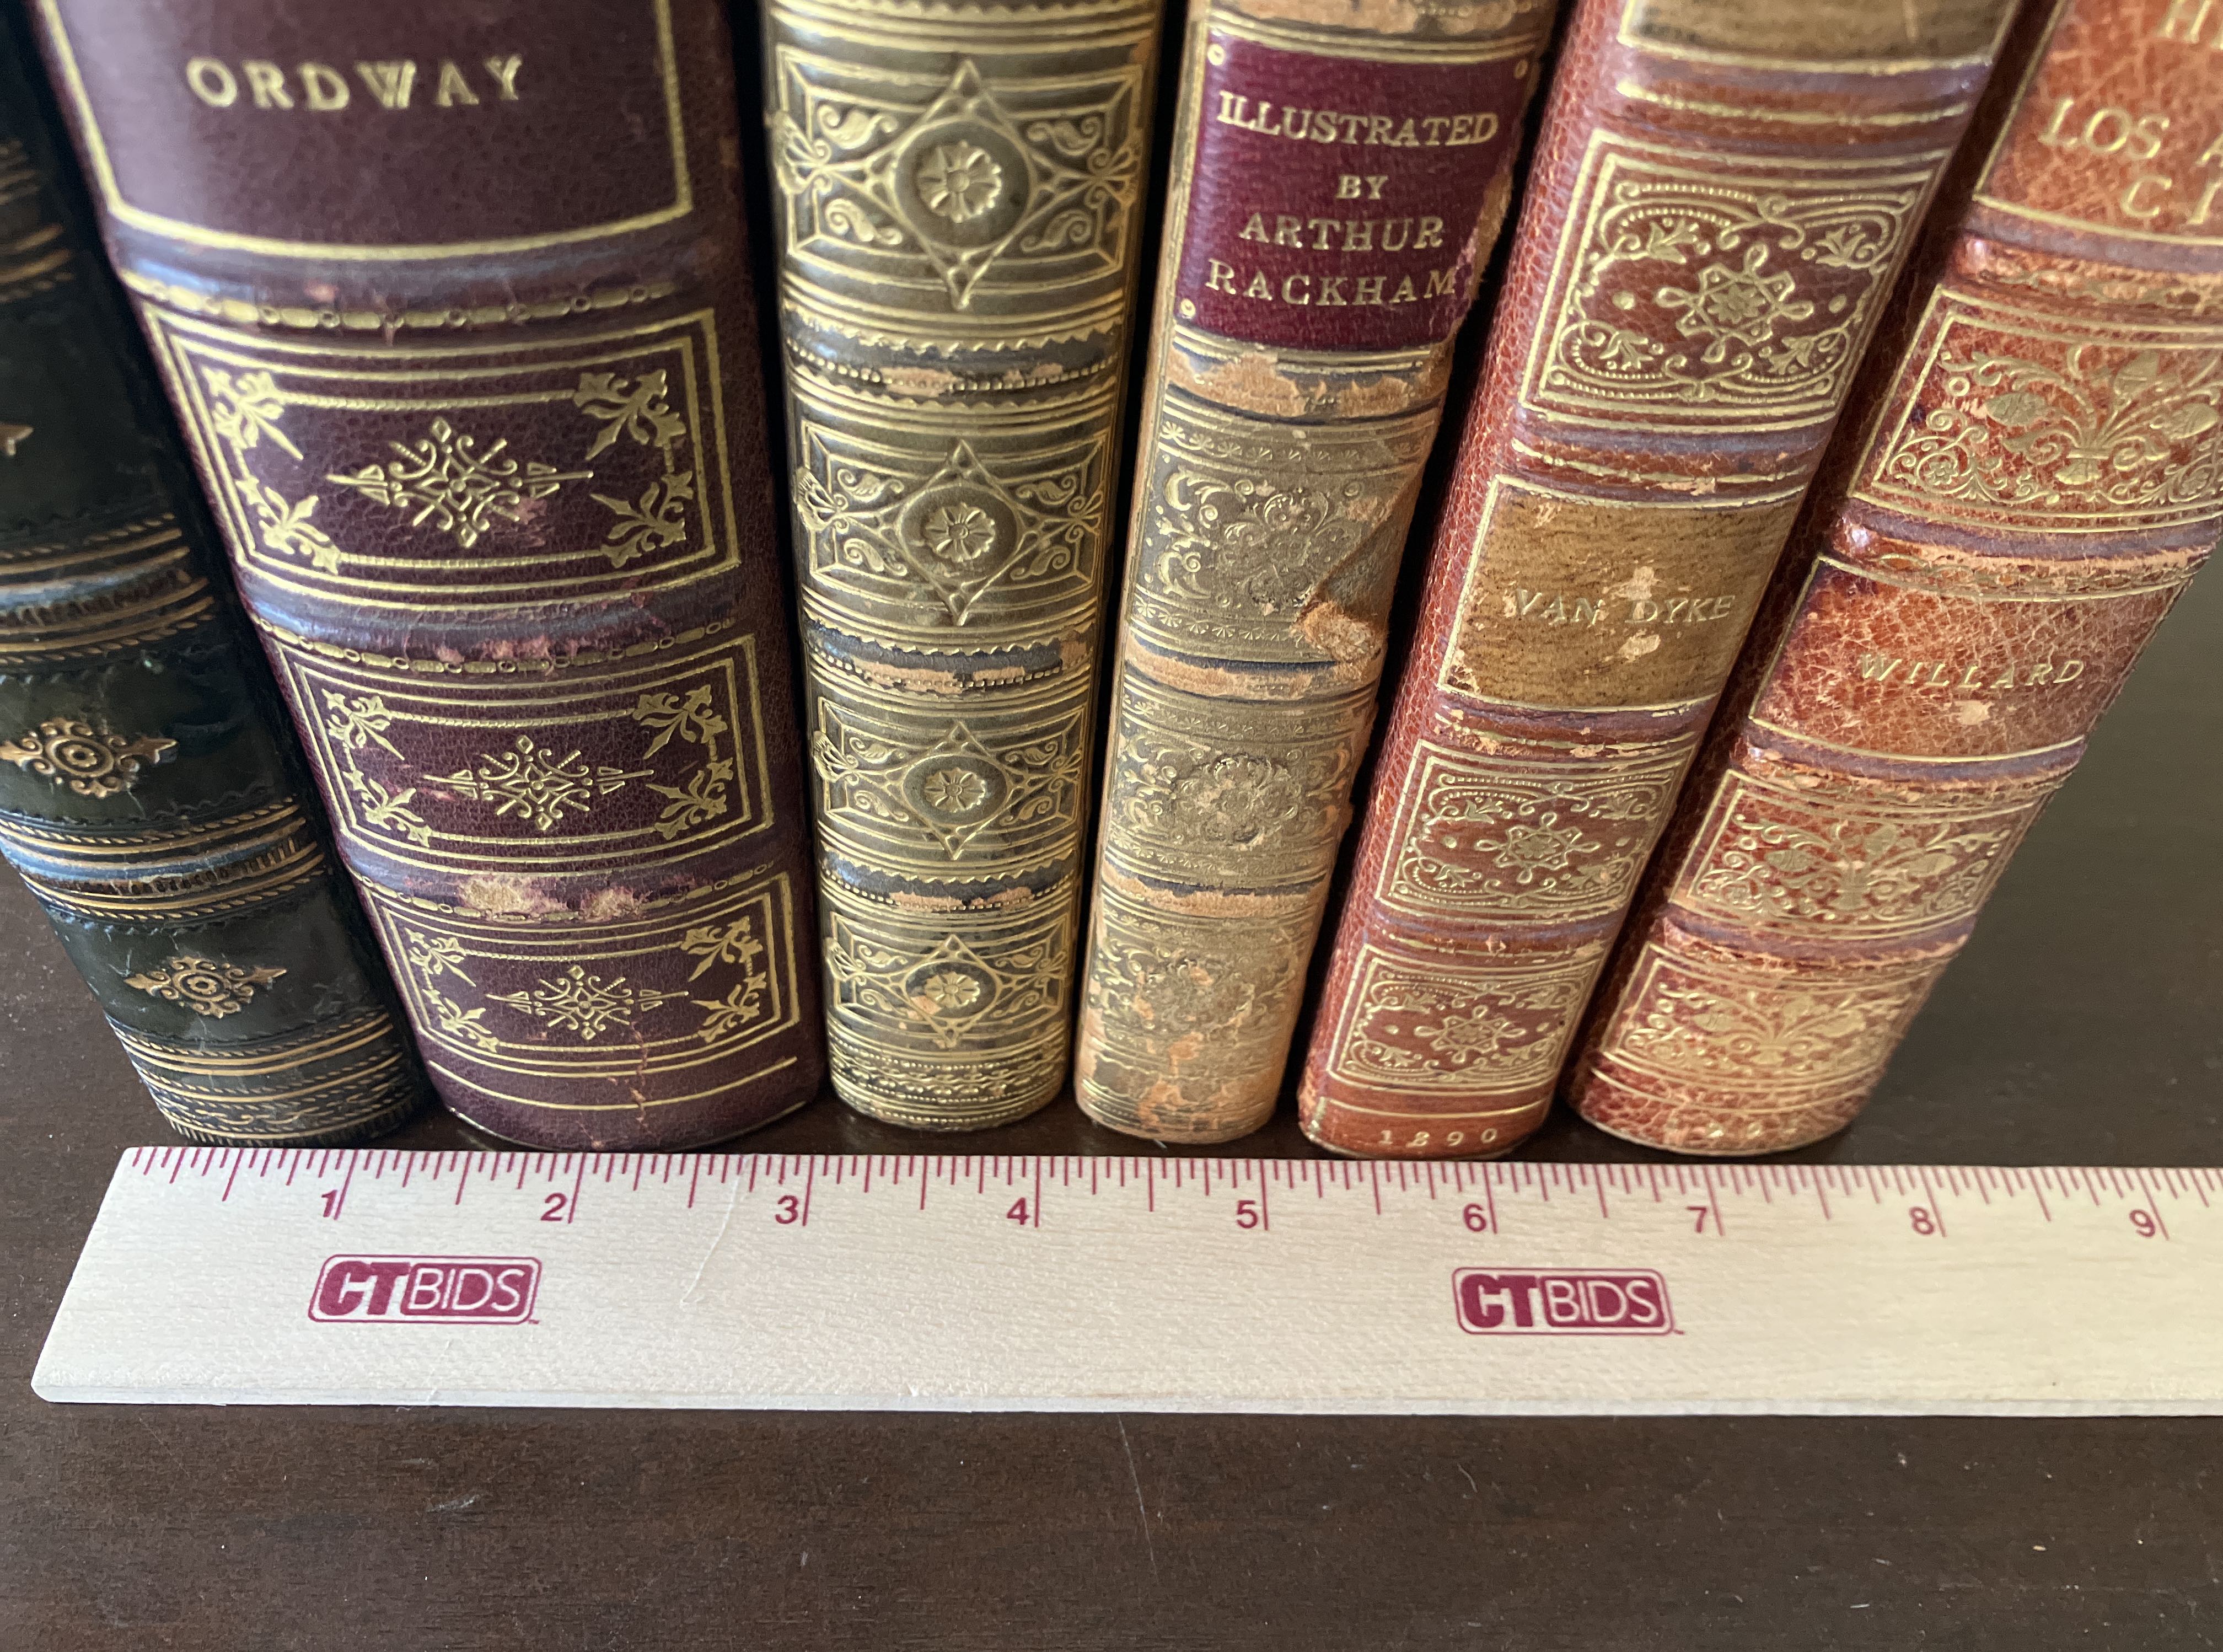 ORDWAY
ILLUSTRATED
BY
ARTHUR
RACKHAM
VAN DYKE
1890
LOS
WILLARD
1 2 3 4 5 6 7 8 9
CTBIDS
CTBIDS